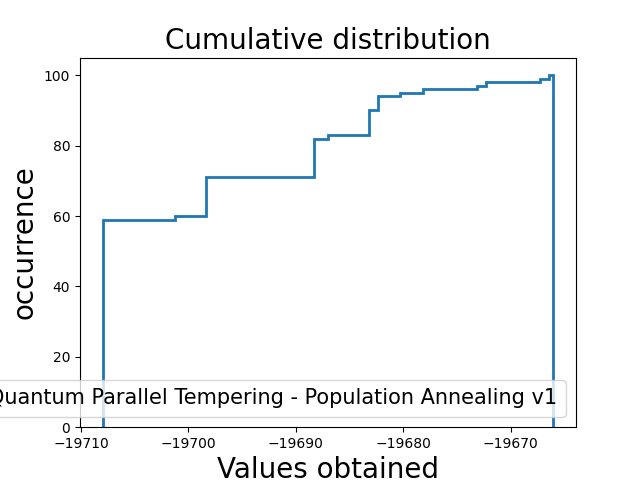 Cumulative distribution
occurrence
100
80
60
40
20
0
Quantum Parallel Tempering - Population Annealing v1
−19710 −19700 −19690 −19680 −19670
Values obtained